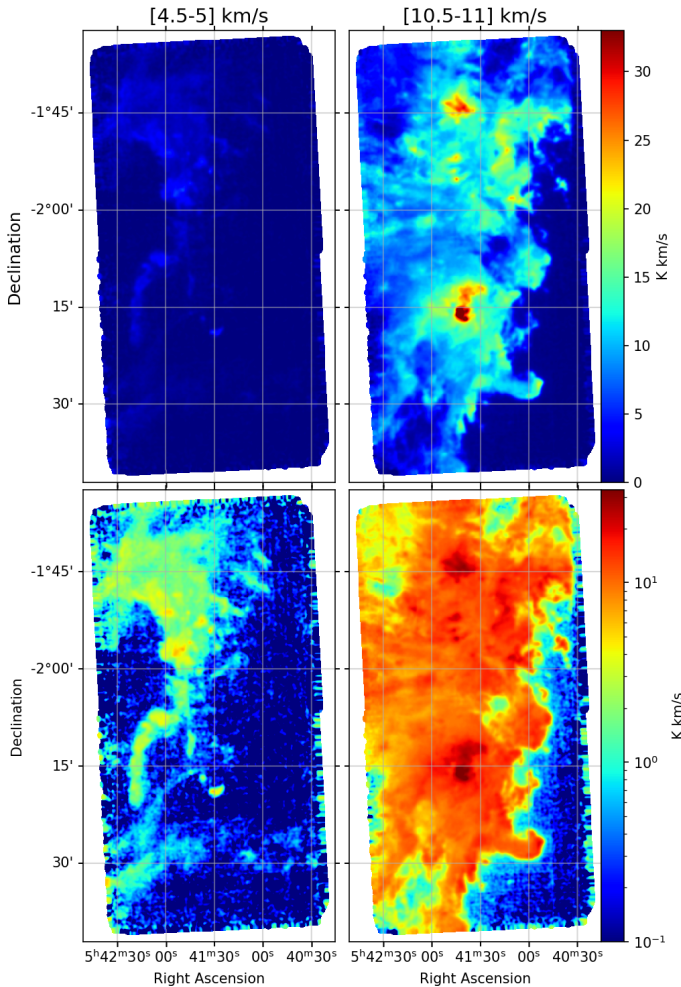 [4.5-5] km/s [10.5-11] km/s
-1°45'
-2°00'
15'
30'
Declination
30
25
20
15
10
5
0
K km/s
-1°45'
-2°00'
15'
30'
Declination
10¹
10⁰
10⁻¹
K km/s
5ʰ42ᵐ30ˢ 00ˢ 41ᵐ30ˢ 00ˢ 40ᵐ30ˢ 5ʰ42ᵐ30ˢ 00ˢ 41ᵐ30ˢ 00ˢ 40ᵐ30ˢ
Right Ascension Right Ascension